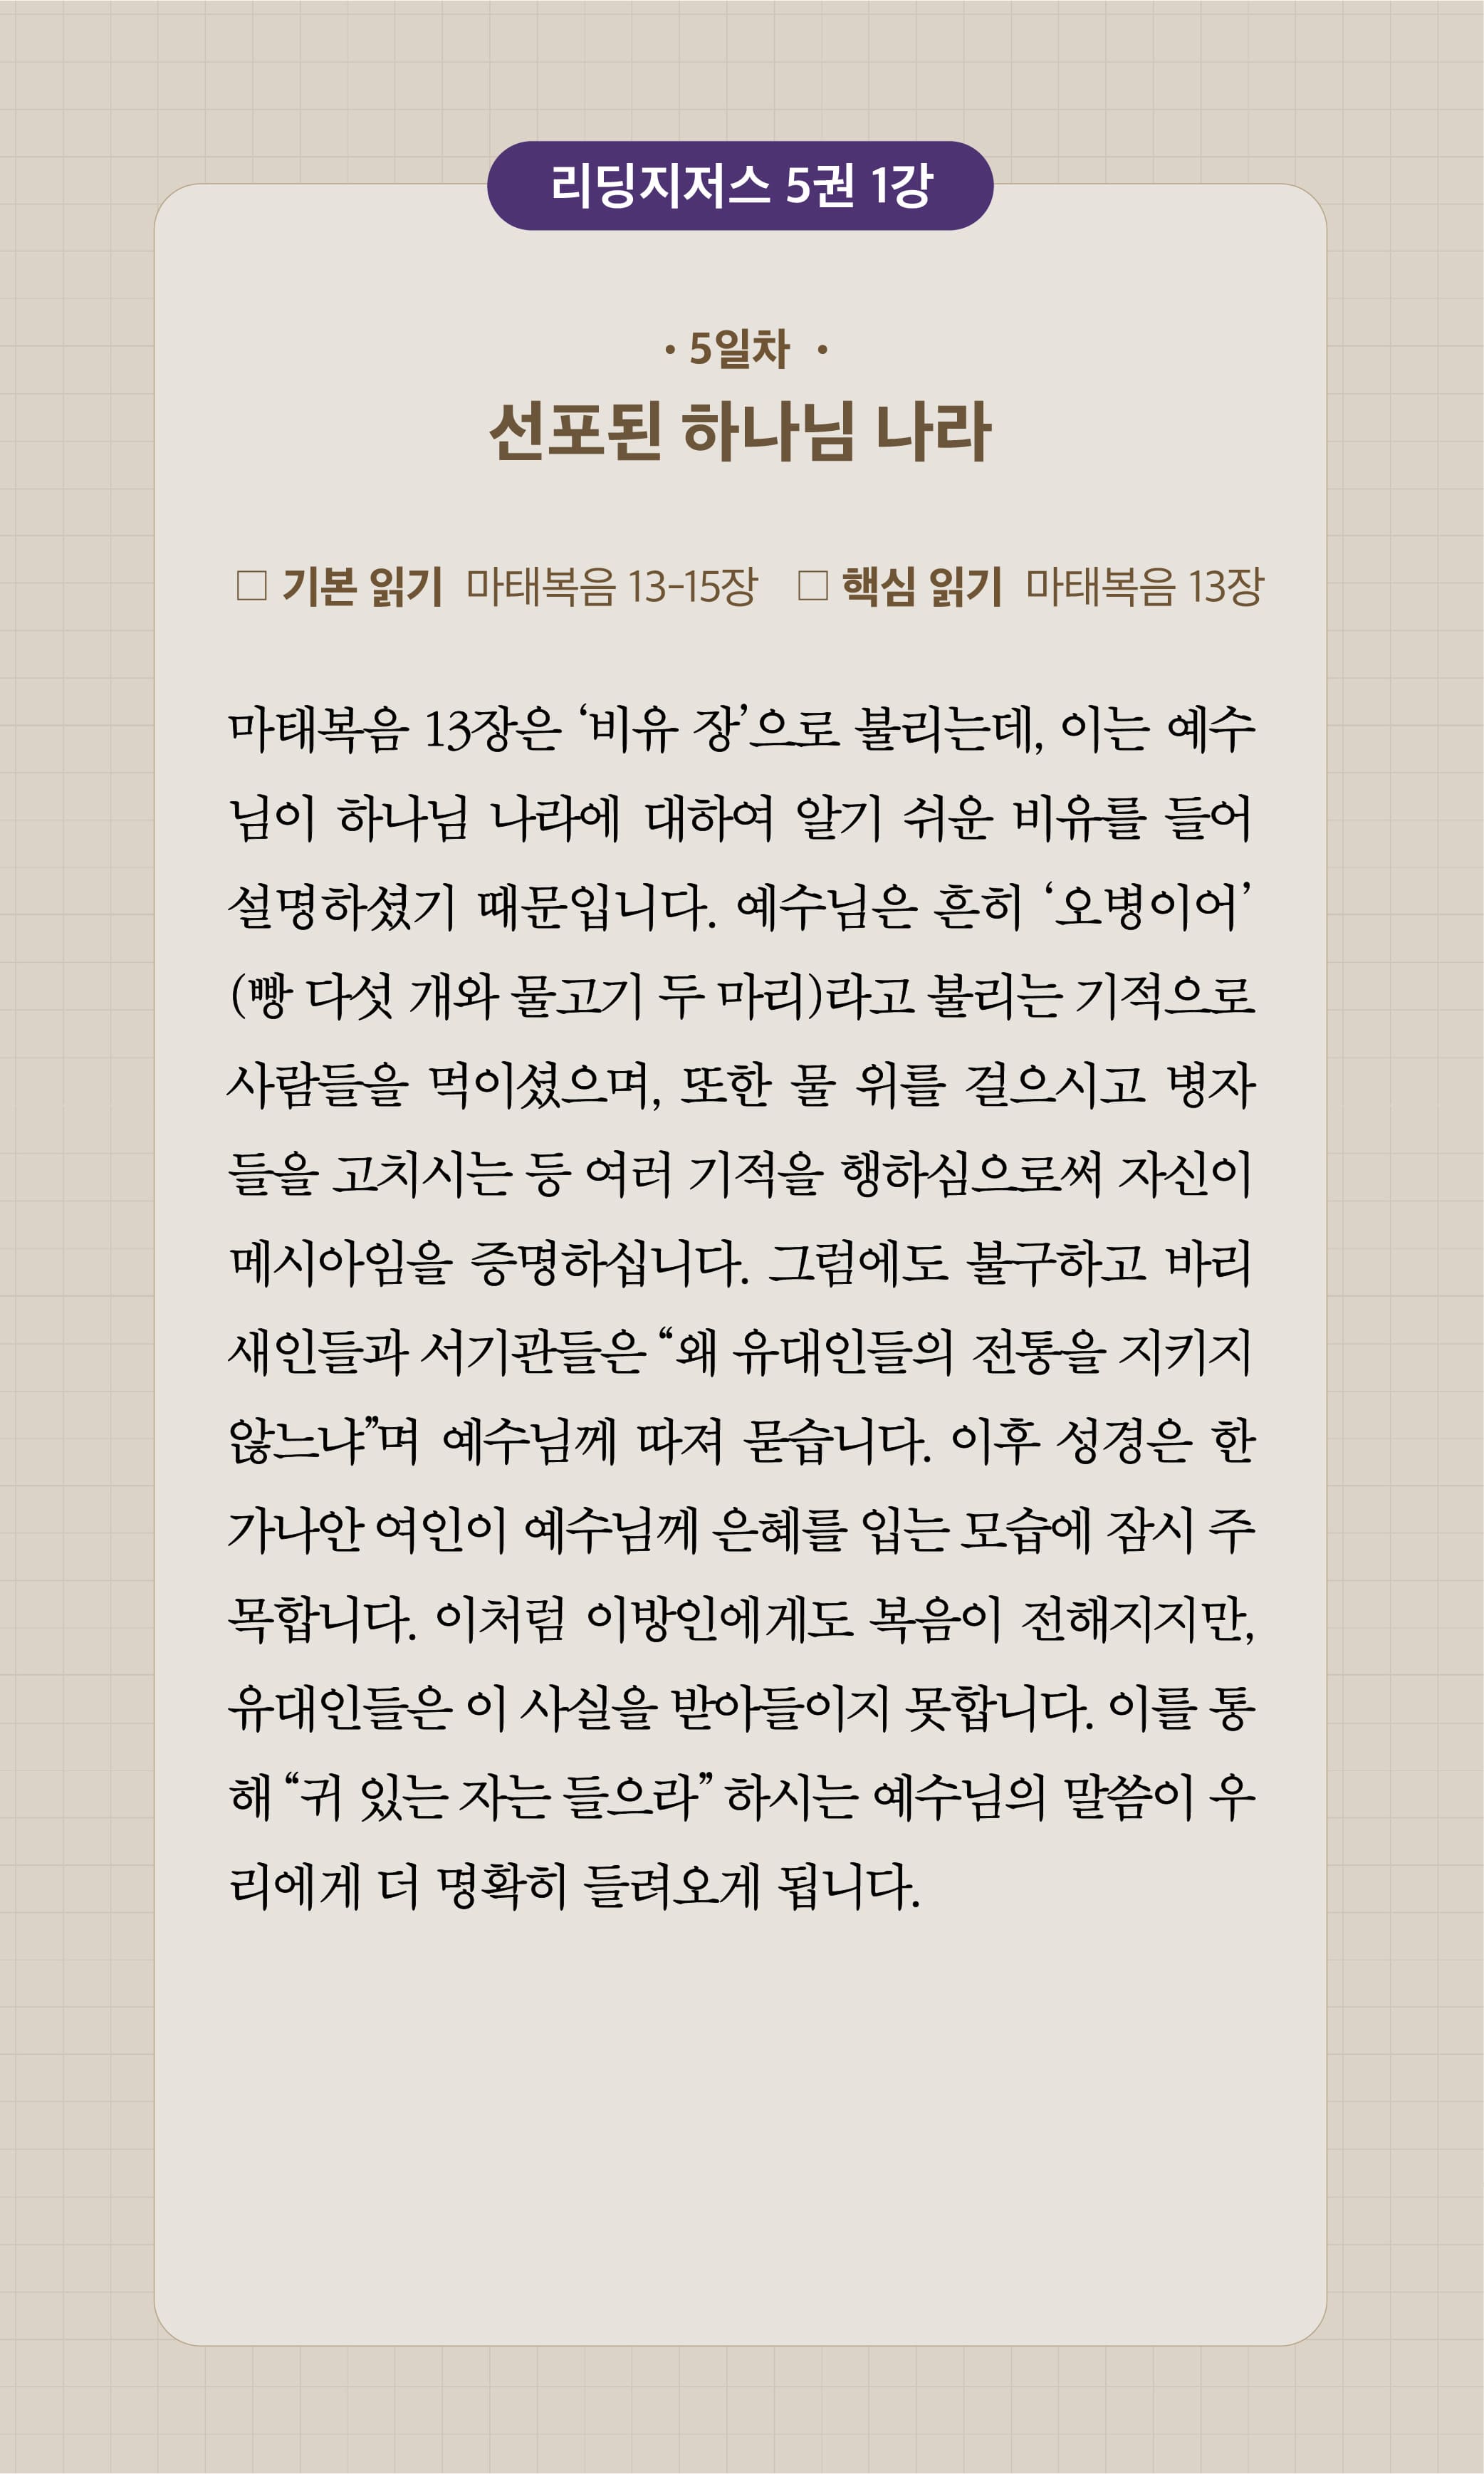 리딩지저스 5권 1강
· 5일차 ·
선포된 하나님 나라
□ 기본 읽기 마태복음 13-15장 □ 핵심 읽기 마태복음 13장
마태복음 13장은 ‘비유 장’으로 불리는데, 이는 예수
님이 하나님 나라에 대하여 알기 쉬운 비유를 들어
설명하셨기 때문입니다. 예수님은 흔히 ‘오병이어’
(빵 다섯 개와 물고기 두 마리)라고 불리는 기적으로
사람들을 먹이셨으며, 또한 물 위를 걸으시고 병자
들을 고치시는 등 여러 기적을 행하심으로써 자신이
메시아임을 증명하십니다. 그럼에도 불구하고 바리
새인들과 서기관들은 “왜 유대인들의 전통을 지키지
않느냐”며 예수님께 따져 묻습니다. 이후 성경은 한
가나안 여인이 예수님께 은혜를 입는 모습에 잠시 주
목합니다. 이처럼 이방인에게도 복음이 전해지지만,
유대인들은 이 사실을 받아들이지 못합니다. 이를 통
해 “귀 있는 자는 들으라” 하시는 예수님의 말씀이 우
리에게 더 명확히 들려오게 됩니다.